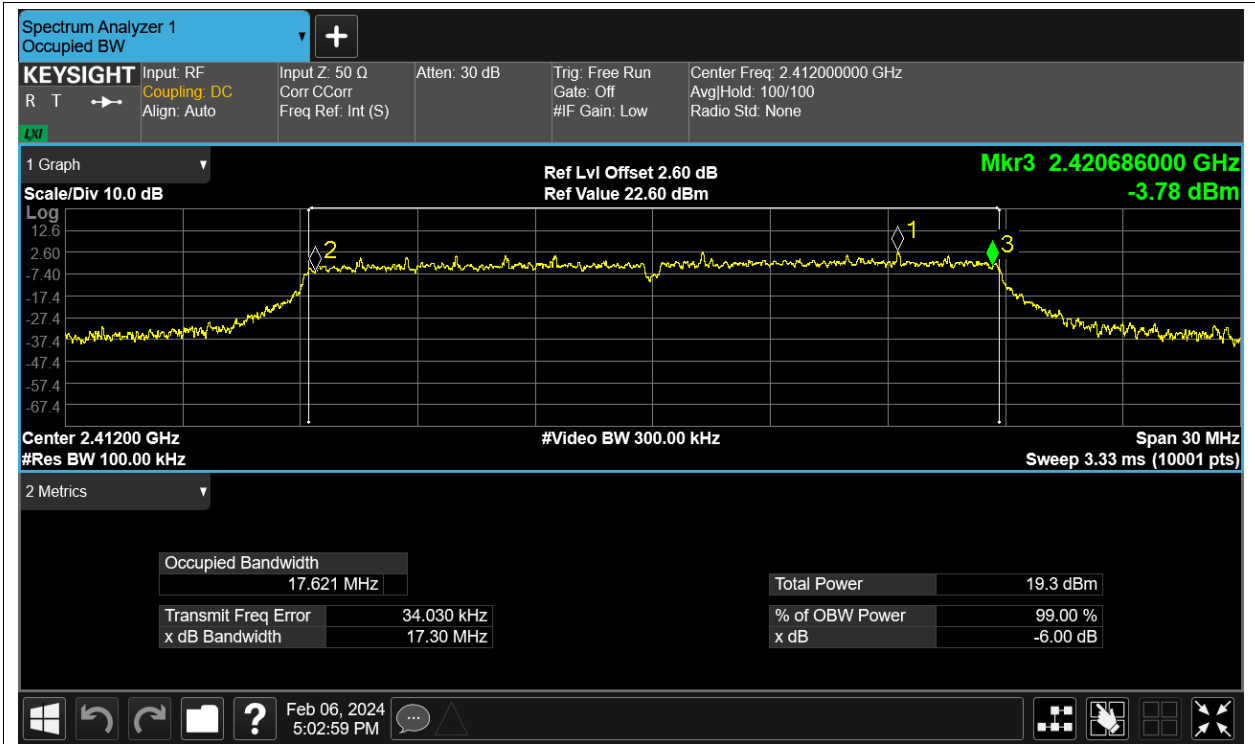 Spectrum Analyzer 1
Occupied BW
KEYSIGHT
R T
LXI
Input: RF
Coupling: DC
Align: Auto
Input Z: 50 Ω
Corr CCorr
Freq Ref: Int (S)
Atten: 30 dB
Trig: Free Run
Gate: Off
#IF Gain: Low
Center Freq: 2.412000000 GHz
Avg|Hold: 100/100
Radio Std: None
1 Graph
Scale/Div 10.0 dB
Ref Lvl Offset 2.60 dB
Ref Value 22.60 dBm
Mkr3 2.420686000 GHz
-3.78 dBm
Log
12.6
2.60
-7.40
-17.4
-27.4
-37.4
-47.4
-57.4
-67.4
2
1
3
Center 2.41200 GHz
#Video BW 300.00 kHz
Span 30 MHz
#Res BW 100.00 kHz
Sweep 3.33 ms (10001 pts)
2 Metrics
Occupied Bandwidth
17.621 MHz
Total Power 19.3 dBm
Transmit Freq Error 34.030 kHz
% of OBW Power 99.00 %
x dB Bandwidth 17.30 MHz
x dB -6.00 dB
?
Feb 06, 2024
5:02:59 PM